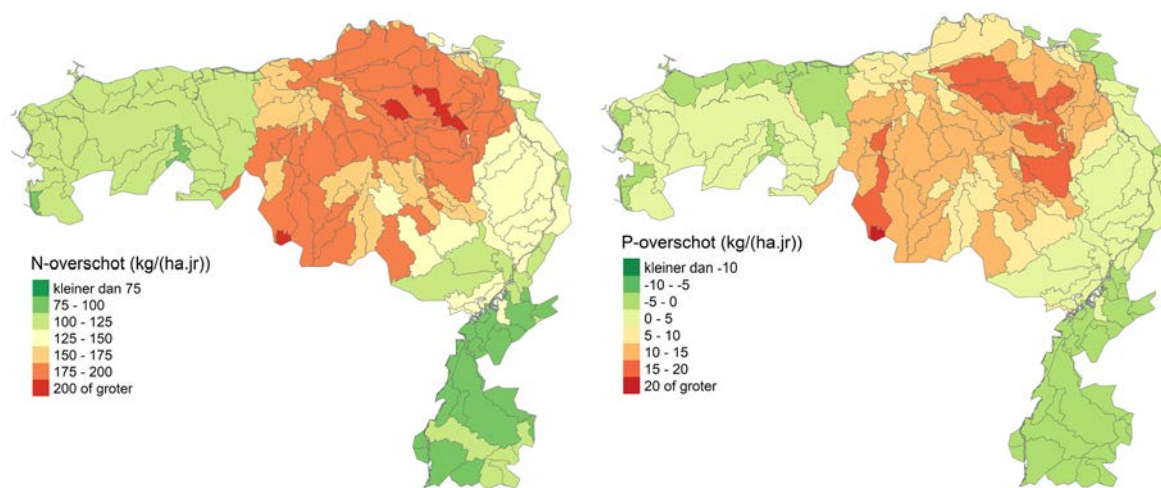 N-overschot (kg/(ha.jr))
kleiner dan 75
75 - 100
100 - 125
125 - 150
150 - 175
175 - 200
200 of groter
P-overschot (kg/(ha.jr))
kleiner dan -10
-10 - -5
-5 - 0
0 - 5
5 - 10
10 - 15
15 - 20
20 of groter